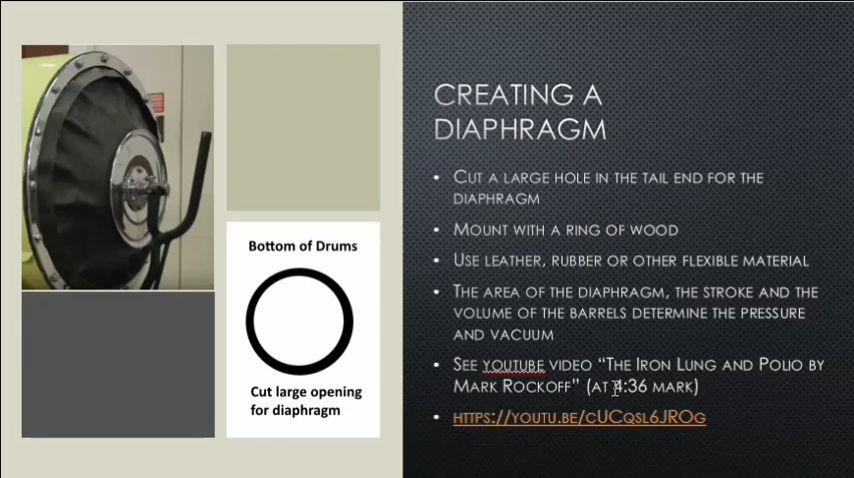 CREATING A
DIAPHRAGM
• CUT A LARGE HOLE IN THE TAIL END FOR THE
DIAPHRAGM
• MOUNT WITH A RING OF WOOD
• USE LEATHER, RUBBER OR OTHER FLEXIBLE MATERIAL
• THE AREA OF THE DIAPHRAGM, THE STROKE AND THE
VOLUME OF THE BARRELS DETERMINE THE PRESSURE
AND VACUUM
• SEE YOUTUBE VIDEO “THE IRON LUNG AND POLIO BY
MARK ROCKOFF” (AT 4:36 MARK)
• HTTPS://YOUTU.BE/CUCQSL6JROG
Bottom of Drums
Cut large opening
for diaphragm